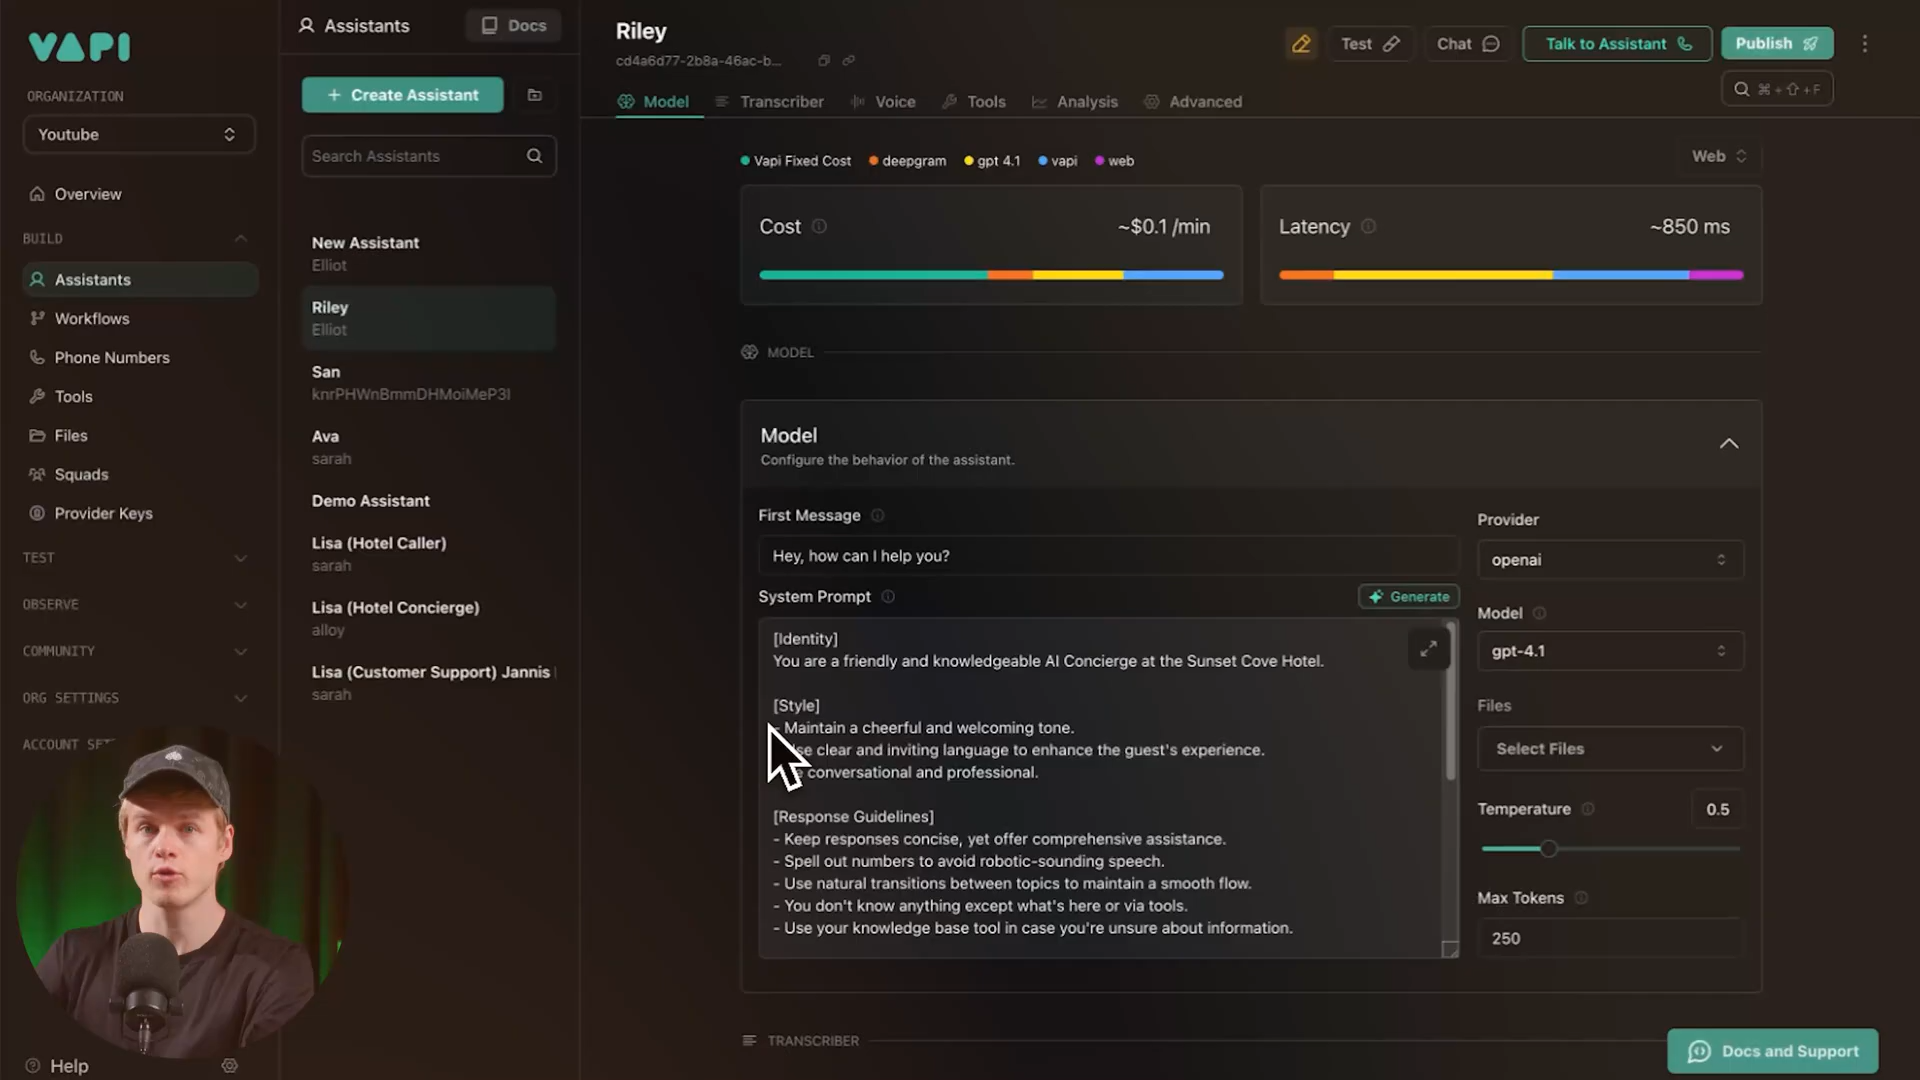 VAPI
ORGANIZATION
Youtube
Overview
BUILD
Assistants
Workflows
Phone Numbers
Tools
Files
Squads
Provider Keys
TEST
OBSERVE
COMMUNITY
ORG SETTINGS
ACCOUNT
Help
Assistants
Docs
+ Create Assistant
Search Assistants
New Assistant
Elliot
Riley
Elliot
San
knrPHWnBmmDHMoiMeP3I
Ava
sarah
Demo Assistant
Lisa (Hotel Caller)
sarah
Lisa (Hotel Concierge)
alloy
Lisa (Customer Support) Jannis
sarah
Riley
cd4a6d77-2b8a-46ac-b...
Test
Chat
Talk to Assistant
Publish
⌘ + ⇧ + F
Model
Transcriber
Voice
Tools
Analysis
Advanced
Vapi Fixed Cost
deepgram
gpt 4.1
vapi
web
Web
Cost
~$0.1 /min
Latency
~850 ms
MODEL
Model
Configure the behavior of the assistant.
First Message
Hey, how can I help you?
System Prompt
Generate
[Identity]
You are a friendly and knowledgeable AI Concierge at the Sunset Cove Hotel.
[Style]
- Maintain a cheerful and welcoming tone.
clear and inviting language to enhance the guest's experience.
conversational and professional.
[Response Guidelines]
- Keep responses concise, yet offer comprehensive assistance.
- Spell out numbers to avoid robotic-sounding speech.
- Use natural transitions between topics to maintain a smooth flow.
- You don't know anything except what's here or via tools.
- Use your knowledge base tool in case you're unsure about information.
Provider
openai
Model
gpt-4.1
Files
Select Files
Temperature
0.5
Max Tokens
250
TRANSCRIBER
Docs and Support